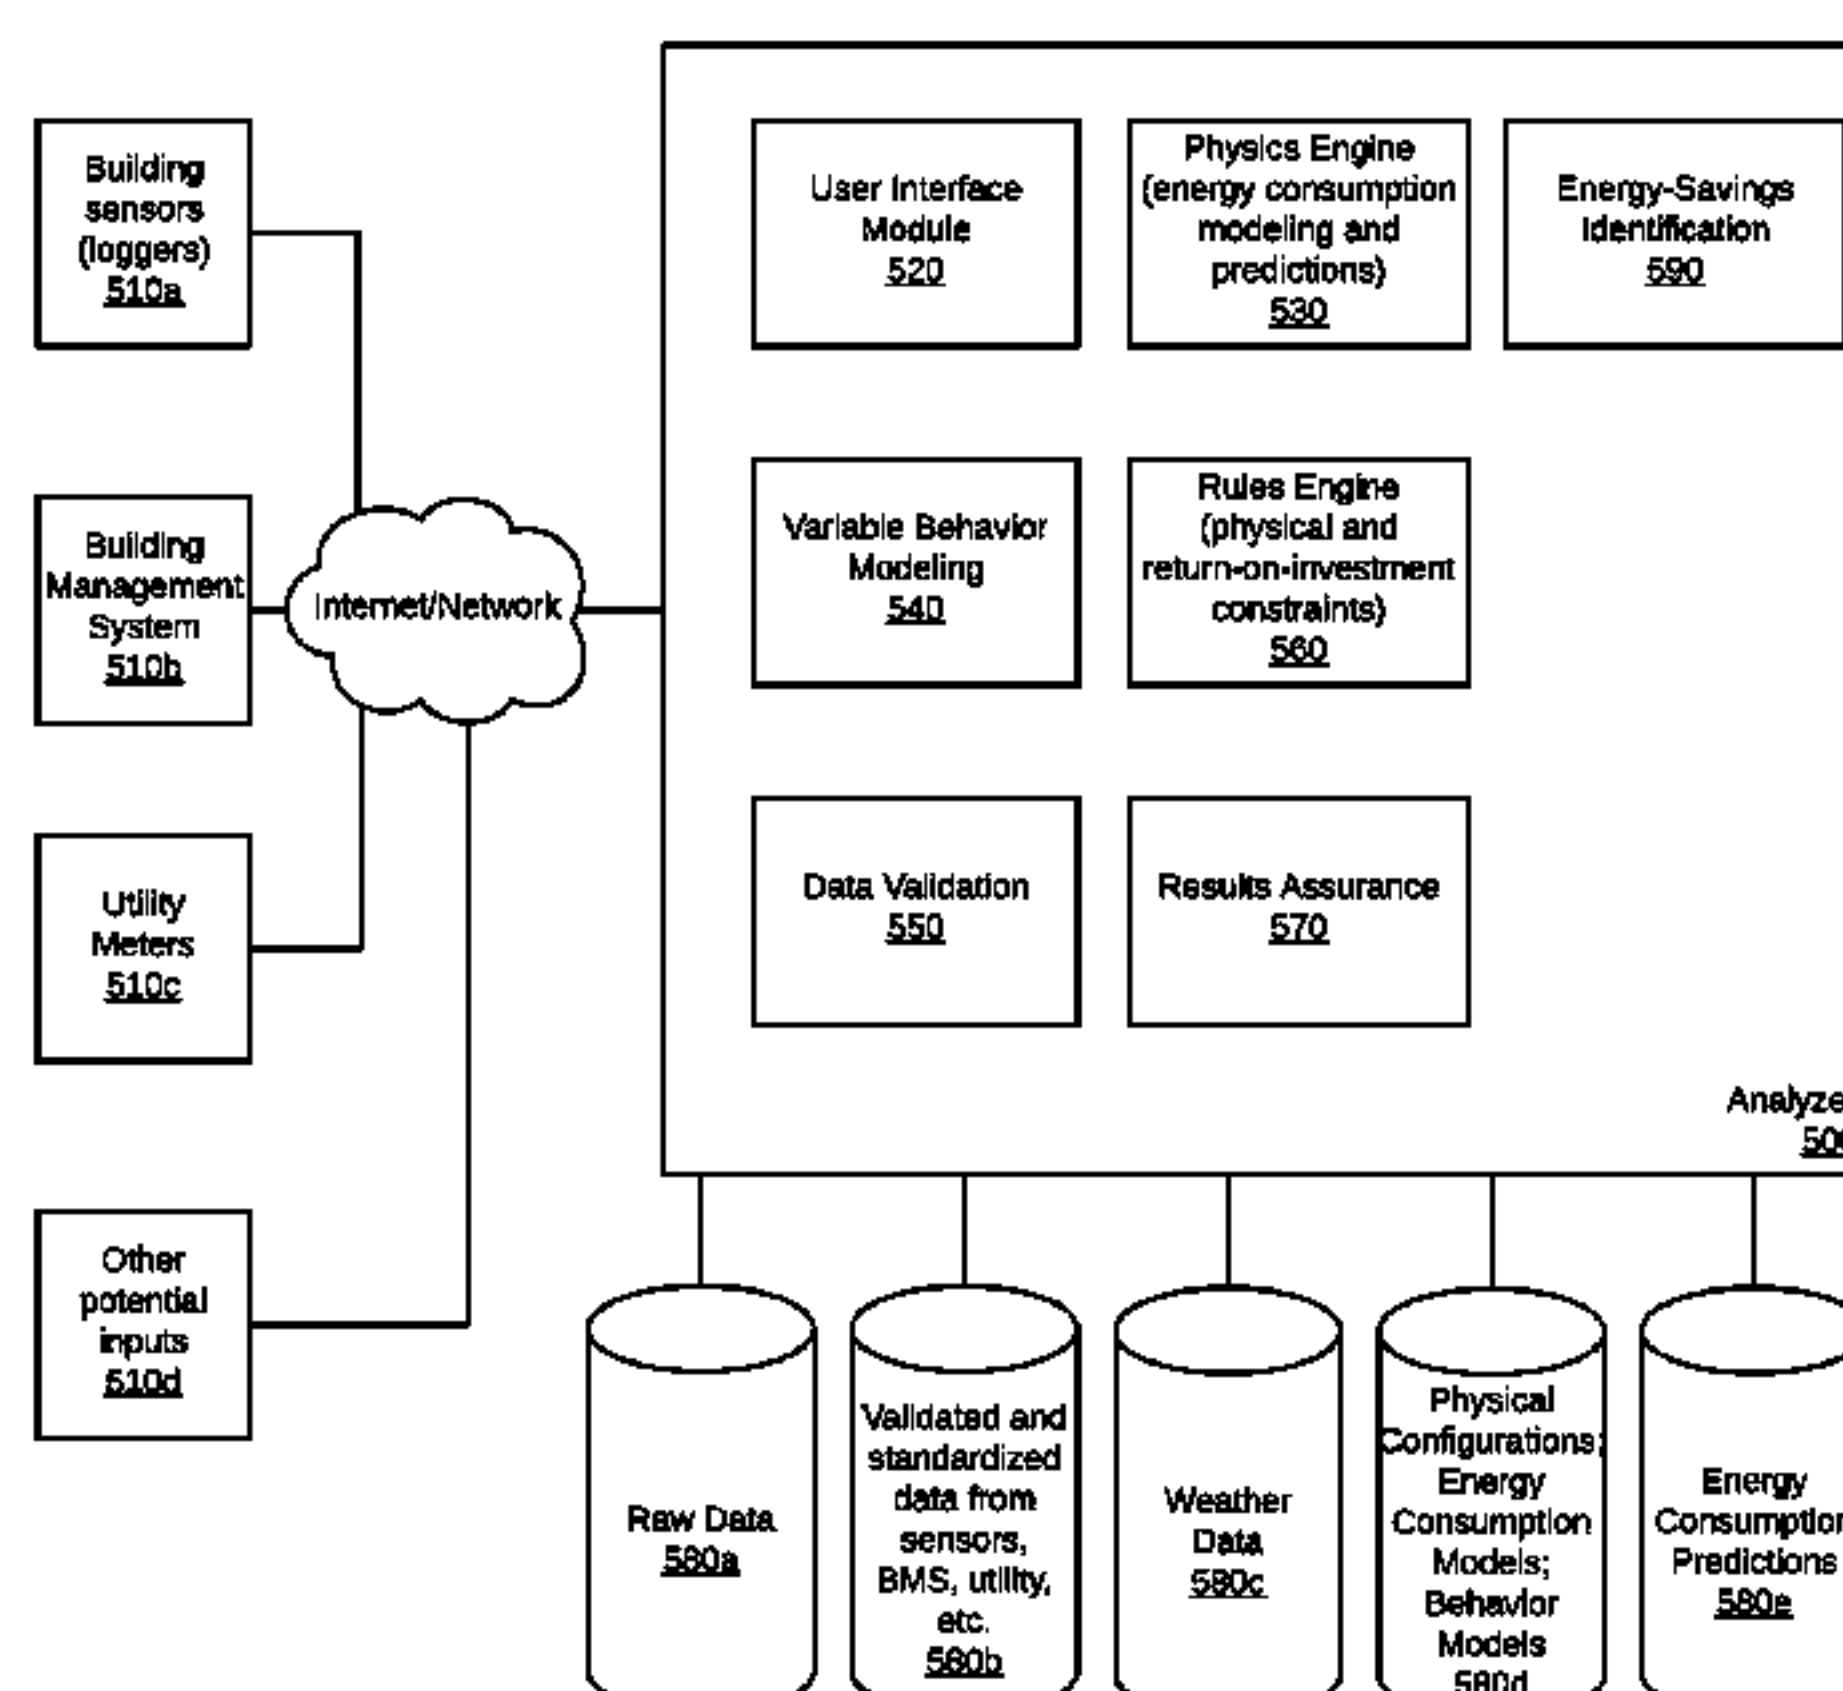 Building
sensors
(loggers)
510a
Building
Management
System
510b
Utility
Meters
510c
Other
potential
inputs
510d
Internet/Network
User Interface
Module
520
Physics Engine
(energy consumption
modeling and
predictions)
530
Energy-Savings
Identification
590
Variable Behavior
Modeling
540
Rules Engine
(physical and
return-on-investment
constraints)
560
Data Validation
550
Results Assurance
570
Raw Data
580a
Validated and
standardized
data from
sensors,
BMS, utility,
etc.
580b
Weather
Data
580c
Physical
Configurations;
Energy
Consumption
Models;
Behavior
Models
580d
Energy
Consumption
Predictions
580e